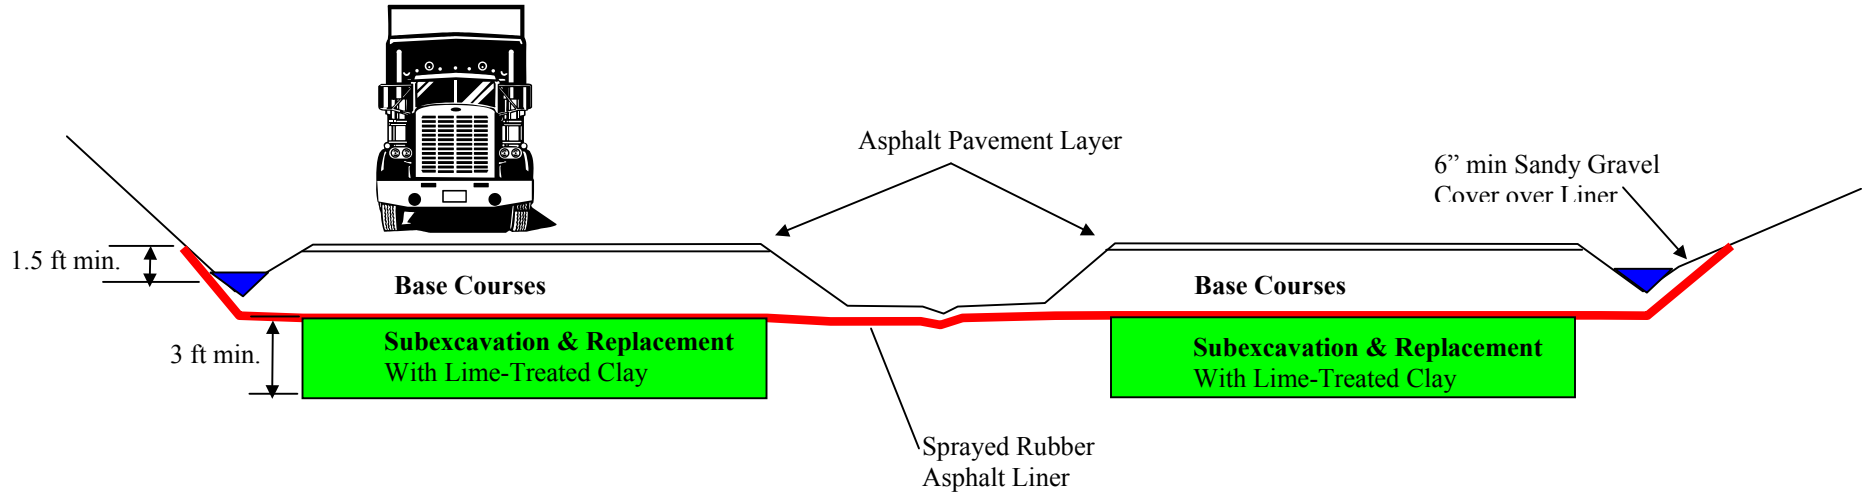 Asphalt Pavement Layer
6” min Sandy Gravel
Cover over Liner
1.5 ft min.
Base Courses
Base Courses
3 ft min.
Subexcavation & Replacement
With Lime-Treated Clay
Subexcavation & Replacement
With Lime-Treated Clay
Sprayed Rubber
Asphalt Liner